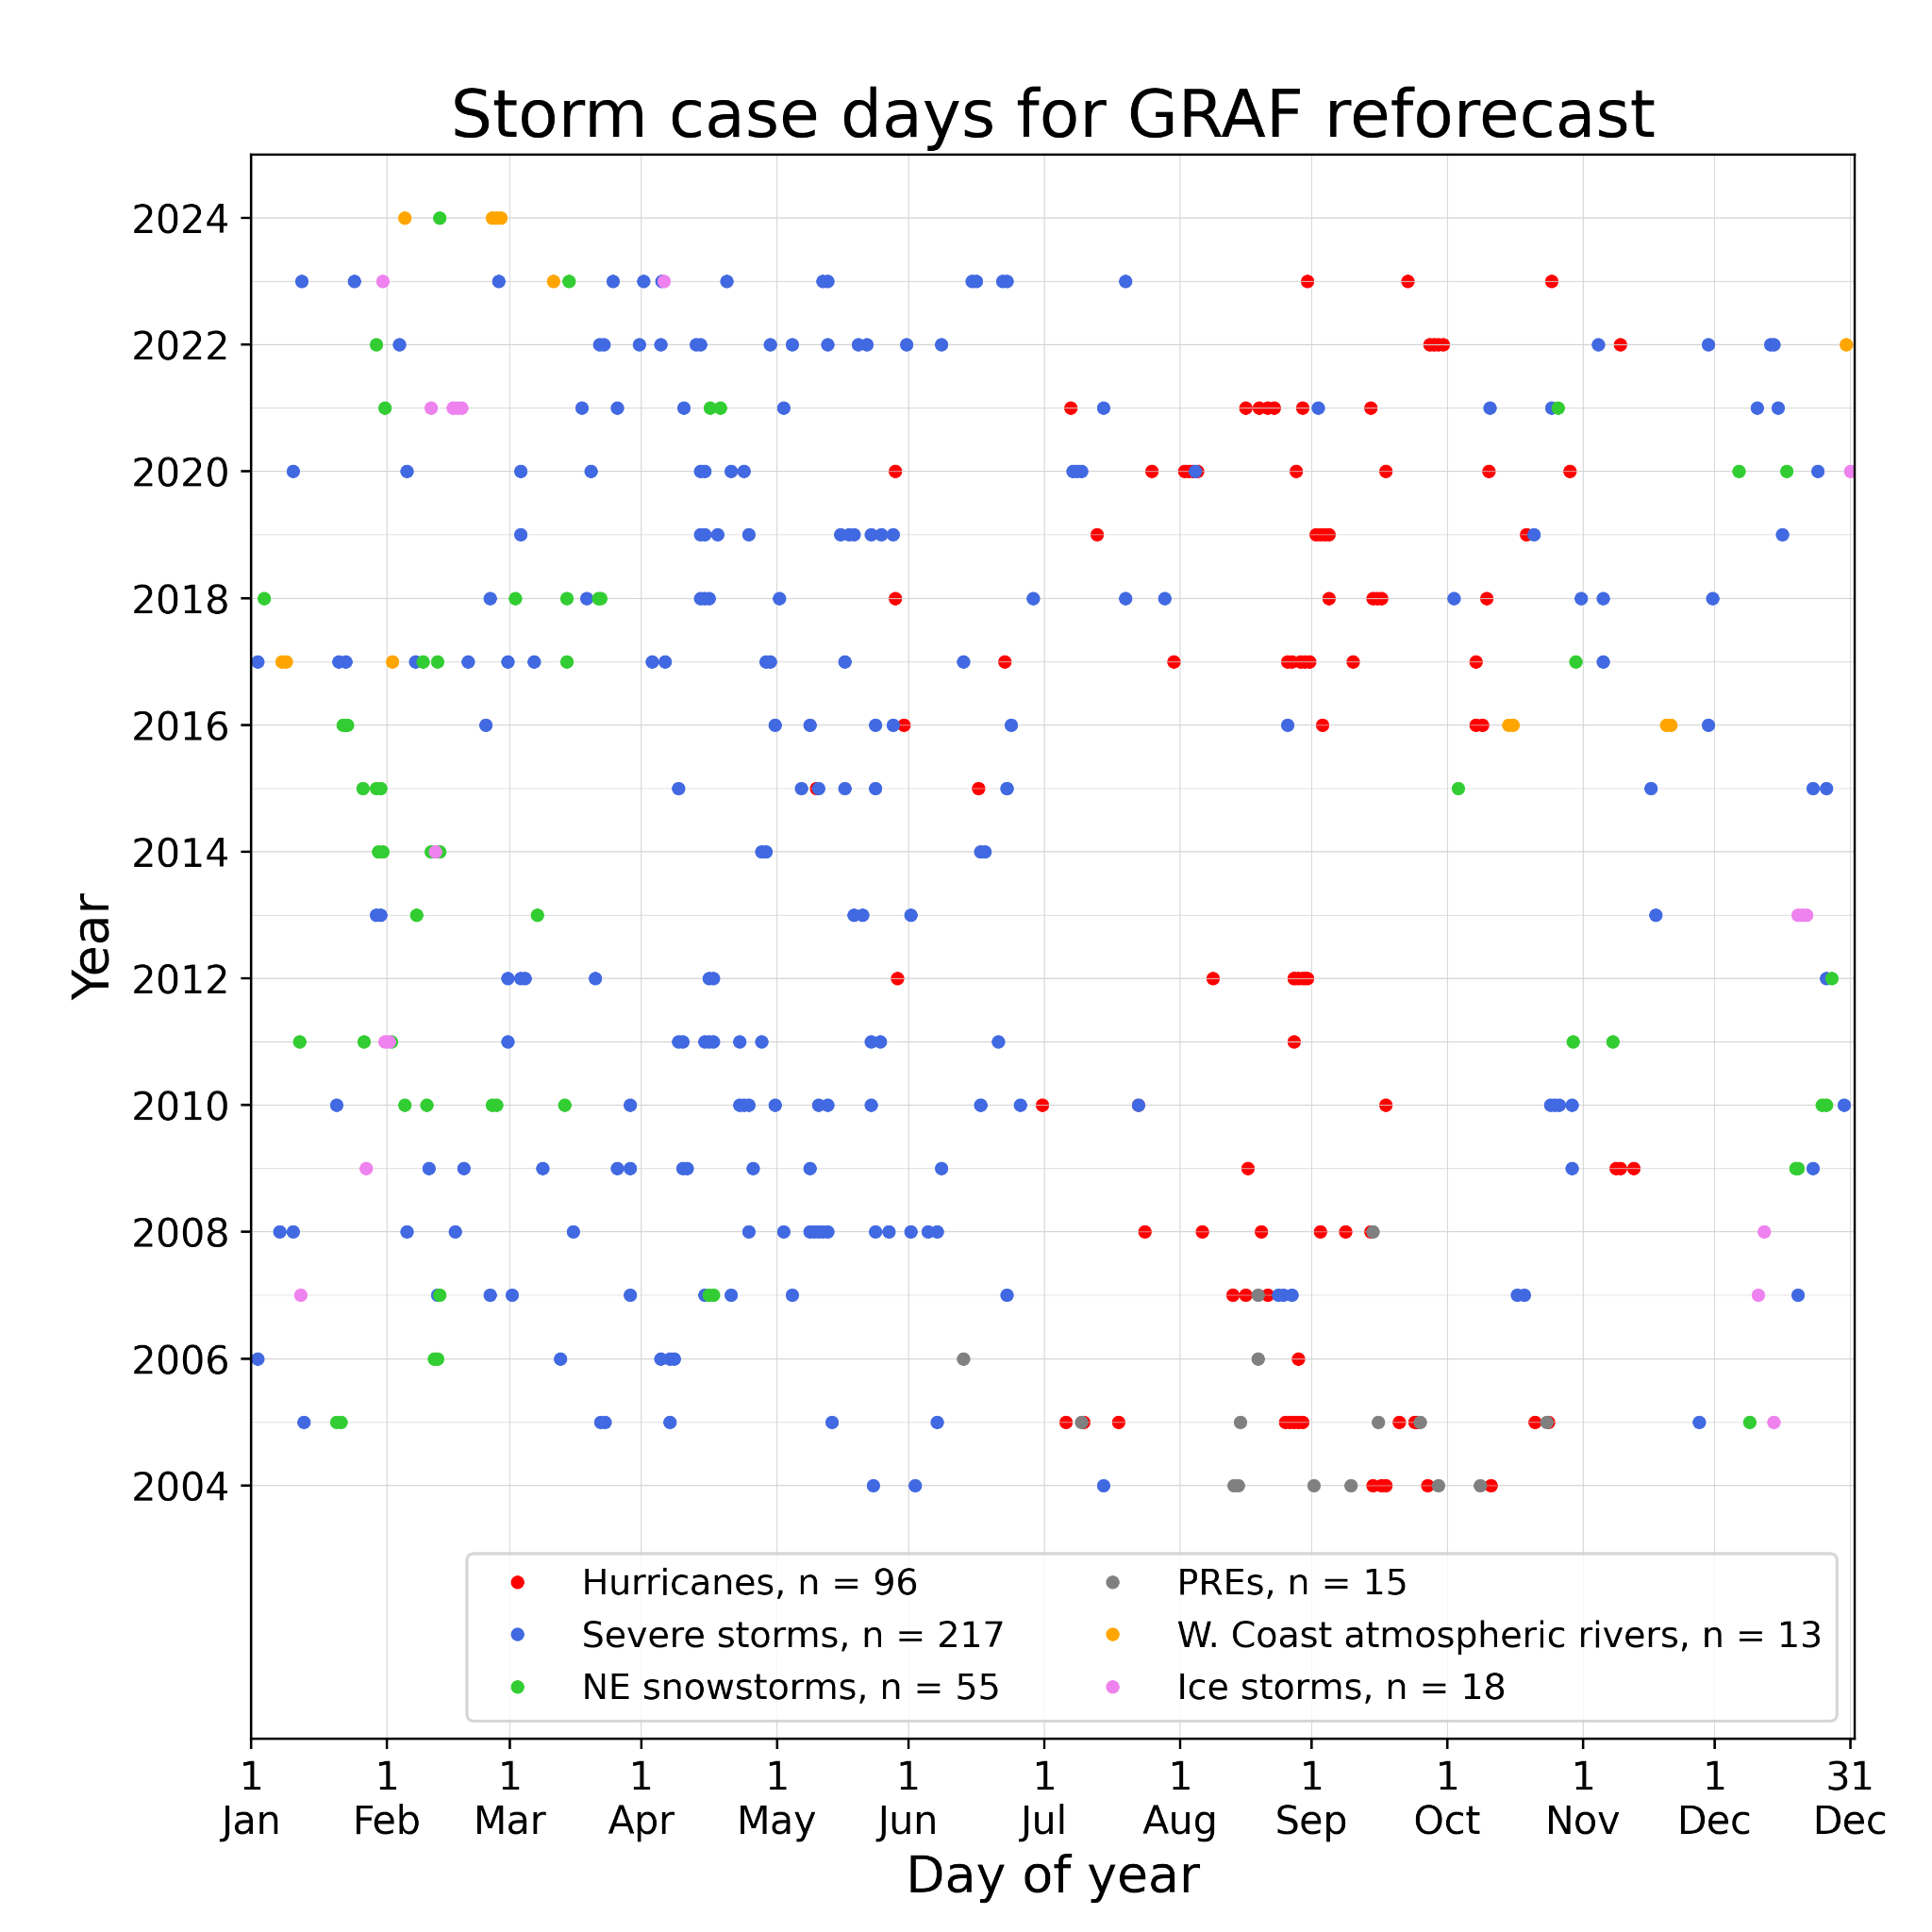 Storm case days for GRAF reforecast
Year
2024
2022
2020
2018
2016
2014
2012
2010
2008
2006
2004
Hurricanes, n = 96
Severe storms, n = 217
NE snowstorms, n = 55
PREs, n = 15
W. Coast atmospheric rivers, n = 13
Ice storms, n = 18
1 1 1 1 1 1 1 1 1 1 1 1 31
Jan Feb Mar Apr May Jun Jul Aug Sep Oct Nov Dec Dec
Day of year